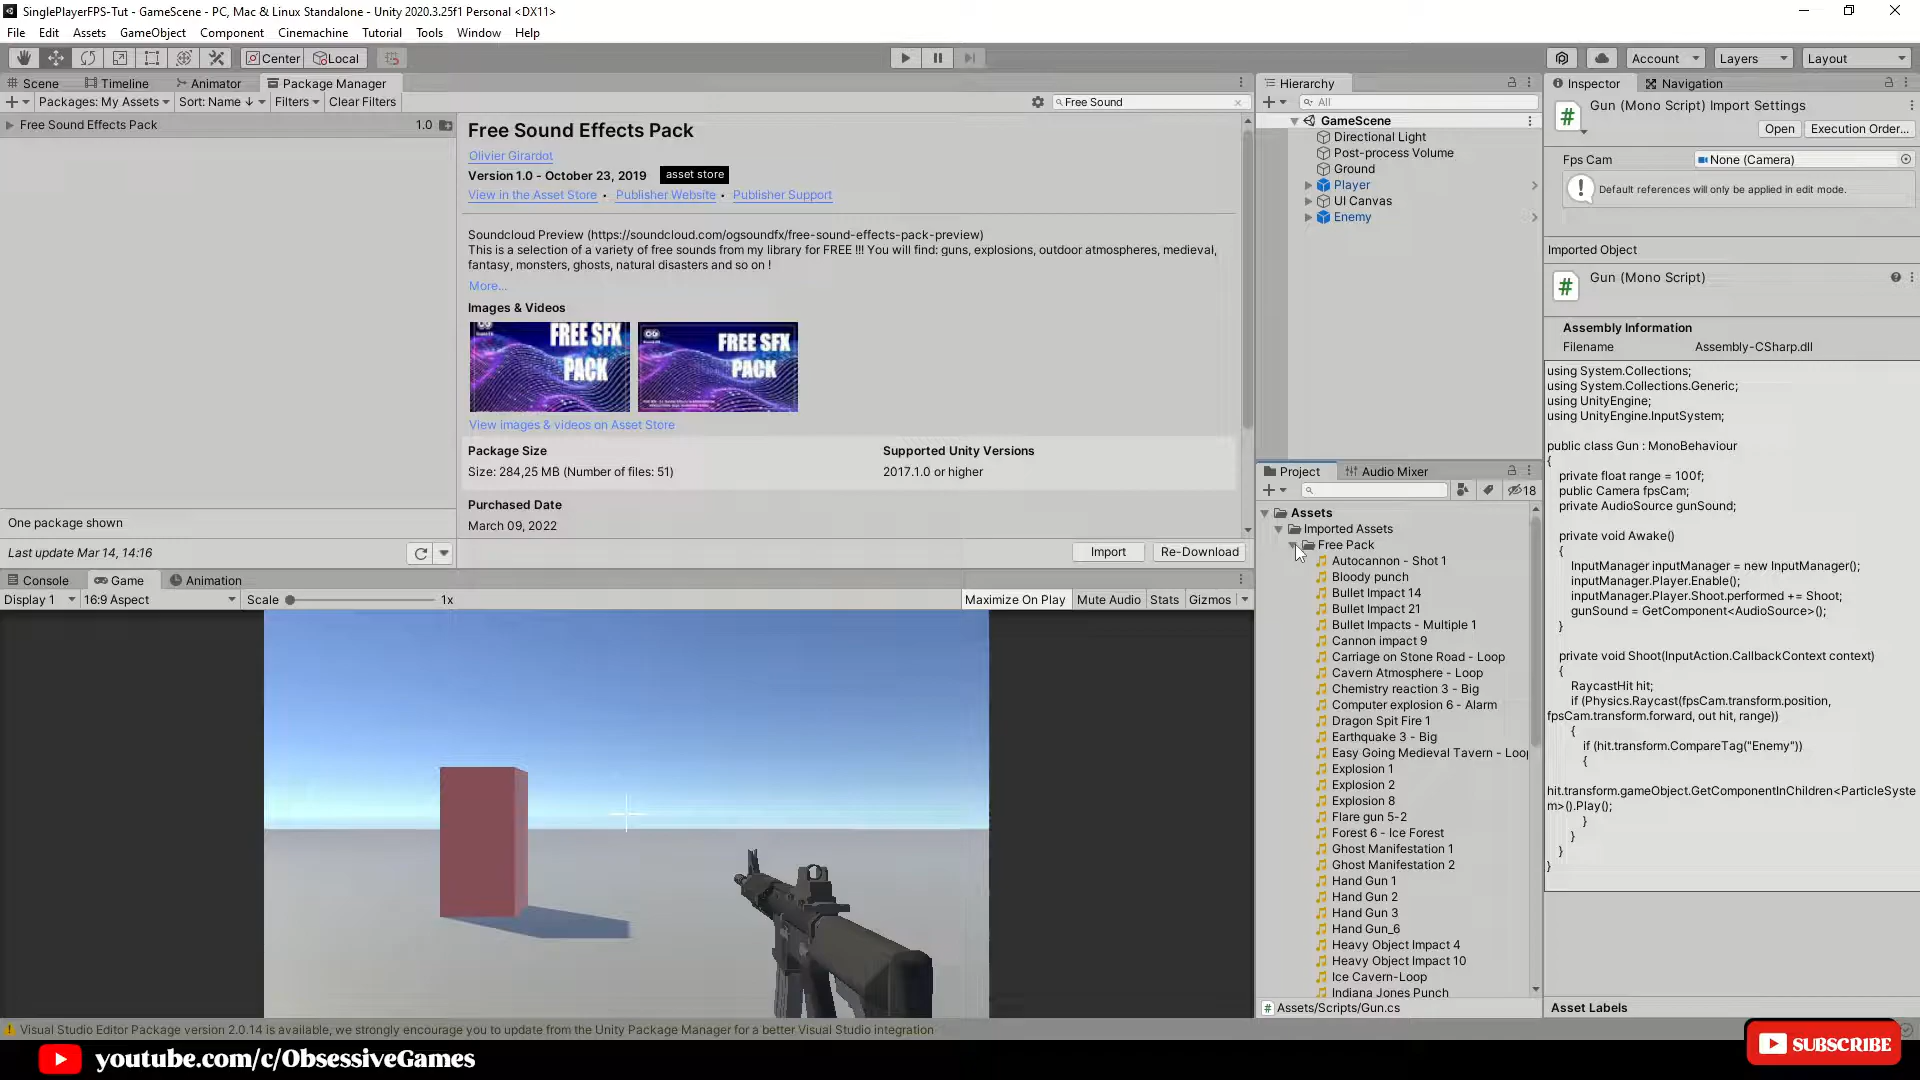 SinglePlayerFPS-Tut - GameScene - PC, Mac & Linux Standalone - Unity 2020.3.25f1 Personal <DX11>
File Edit Assets GameObject Component Cinemachine Tutorial Tools Window Help
Center Local Account Layers Layout
Scene Timeline Animator Package Manager
Packages: My Assets Sort: Name ↓ Filters Clear Filters Free Sound
Free Sound Effects Pack 1.0
One package shown
Last update Mar 14, 14:16
Free Sound Effects Pack
Olivier Girardot
Version 1.0 - October 23, 2019 asset store
View in the Asset Store • Publisher Website • Publisher Support
Soundcloud Preview (https://soundcloud.com/ogsoundfx/free-sound-effects-pack-preview)
This is a selection of a variety of free sounds from my library for FREE !!! You will find: guns, explosions, outdoor atmospheres, medieval,
fantasy, monsters, ghosts, natural disasters and so on !
More...
Images & Videos
FREE SFX
PACK
FREE SFX
PACK
View images & videos on Asset Store
Package Size Supported Unity Versions
Size: 284,25 MB (Number of files: 51) 2017.1.0 or higher
Purchased Date
March 09, 2022
Import Re-Download
Console Game Animation
Display 1 16:9 Aspect Scale 1x Maximize On Play Mute Audio Stats Gizmos
Hierarchy
All
GameScene
Directional Light
Post-process Volume
Ground
Player
UI Canvas
Enemy
Project Audio Mixer
18
Assets
Imported Assets
Free Pack
Autocannon - Shot 1
Bloody punch
Bullet Impact 14
Bullet Impact 21
Bullet Impacts - Multiple 1
Cannon impact 9
Carriage on Stone Road - Loop
Cavern Atmosphere - Loop
Chemistry reaction 3 - Big
Computer explosion 6 - Alarm
Dragon Spit Fire 1
Earthquake 3 - Big
Easy Going Medieval Tavern - Loop
Explosion 1
Explosion 2
Explosion 8
Flare gun 5-2
Forest 6 - Ice Forest
Ghost Manifestation 1
Ghost Manifestation 2
Hand Gun 1
Hand Gun 2
Hand Gun 3
Hand Gun_6
Heavy Object Impact 4
Heavy Object Impact 10
Ice Cavern-Loop
Indiana Jones Punch
Assets/Scripts/Gun.cs
Inspector Navigation
Gun (Mono Script) Import Settings
Open Execution Order...
Fps Cam None (Camera)
Default references will only be applied in edit mode.
Imported Object
Gun (Mono Script)
Assembly Information
Filename Assembly-CSharp.dll
using System.Collections;
using System.Collections.Generic;
using UnityEngine;
using UnityEngine.InputSystem;
public class Gun : MonoBehaviour
{
private float range = 100f;
public Camera fpsCam;
private AudioSource gunSound;
private void Awake()
{
InputManager inputManager = new InputManager();
inputManager.Player.Enable();
inputManager.Player.Shoot.performed += Shoot;
gunSound = GetComponent<AudioSource>();
}
private void Shoot(InputAction.CallbackContext context)
{
RaycastHit hit;
if (Physics.Raycast(fpsCam.transform.position,
fpsCam.transform.forward, out hit, range))
{
if (hit.transform.CompareTag("Enemy"))
{
hit.transform.gameObject.GetComponentInChildren<ParticleSyste
m>().Play();
}
}
}
}
Asset Labels
Visual Studio Editor Package version 2.0.14 is available, we strongly encourage you to update from the Unity Package Manager for a better Visual Studio integration
youtube.com/c/ObsessiveGames
SUBSCRIBE